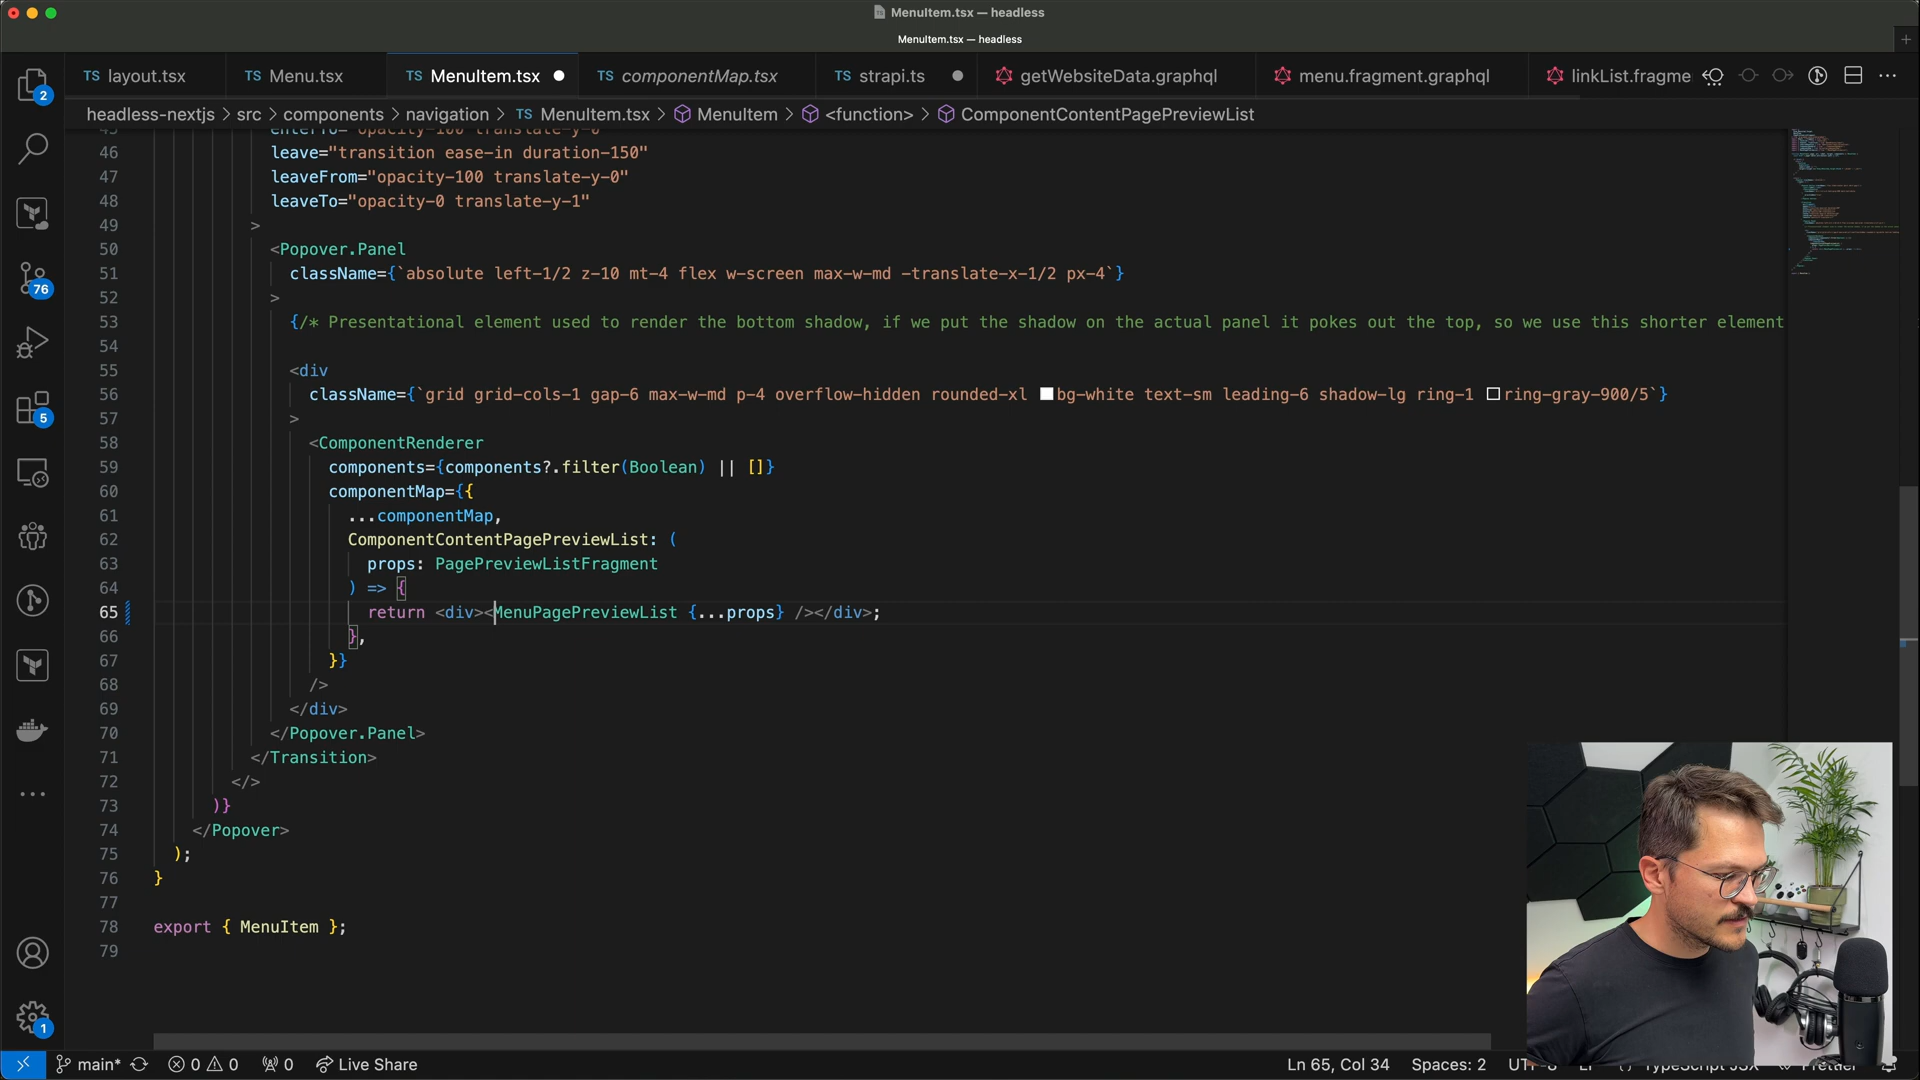 MenuItem.tsx — headless
MenuItem.tsx — headless
TS layout.tsx TS Menu.tsx TS MenuItem.tsx TS componentMap.tsx TS strapi.ts getWebsiteData.graphql menu.fragment.graphql linkList.fragme
headless-nextjs > src > components > navigation > TS MenuItem.tsx > MenuItem > <function> > ComponentContentPagePreviewList
45 enterTo="opacity-100 translate-y-0"
46 leave="transition ease-in duration-150"
47 leaveFrom="opacity-100 translate-y-0"
48 leaveTo="opacity-0 translate-y-1"
49 >
50 <Popover.Panel
51 className={`absolute left-1/2 z-10 mt-4 flex w-screen max-w-md -translate-x-1/2 px-4`}
52 >
53 {/* Presentational element used to render the bottom shadow, if we put the shadow on the actual panel it pokes out the top, so we use this shorter element
54
55 <div
56 className={`grid grid-cols-1 gap-6 max-w-md p-4 overflow-hidden rounded-xl bg-white text-sm leading-6 shadow-lg ring-1 ring-gray-900/5`}
57 >
58 <ComponentRenderer
59 components={components?.filter(Boolean) || []}
60 componentMap={{
61 ...componentMap,
62 ComponentContentPagePreviewList: (
63 props: PagePreviewListFragment
64 ) => {
65 return <div><MenuPagePreviewList {...props} /></div>;
66 },
67 }}
68 />
69 </div>
70 </Popover.Panel>
71 </Transition>
72 </>
73 )}
74 </Popover>
75 );
76 }
77
78 export { MenuItem };
79
2
76
5
1
main* 0 0 0 Live Share Ln 65, Col 34 Spaces: 2